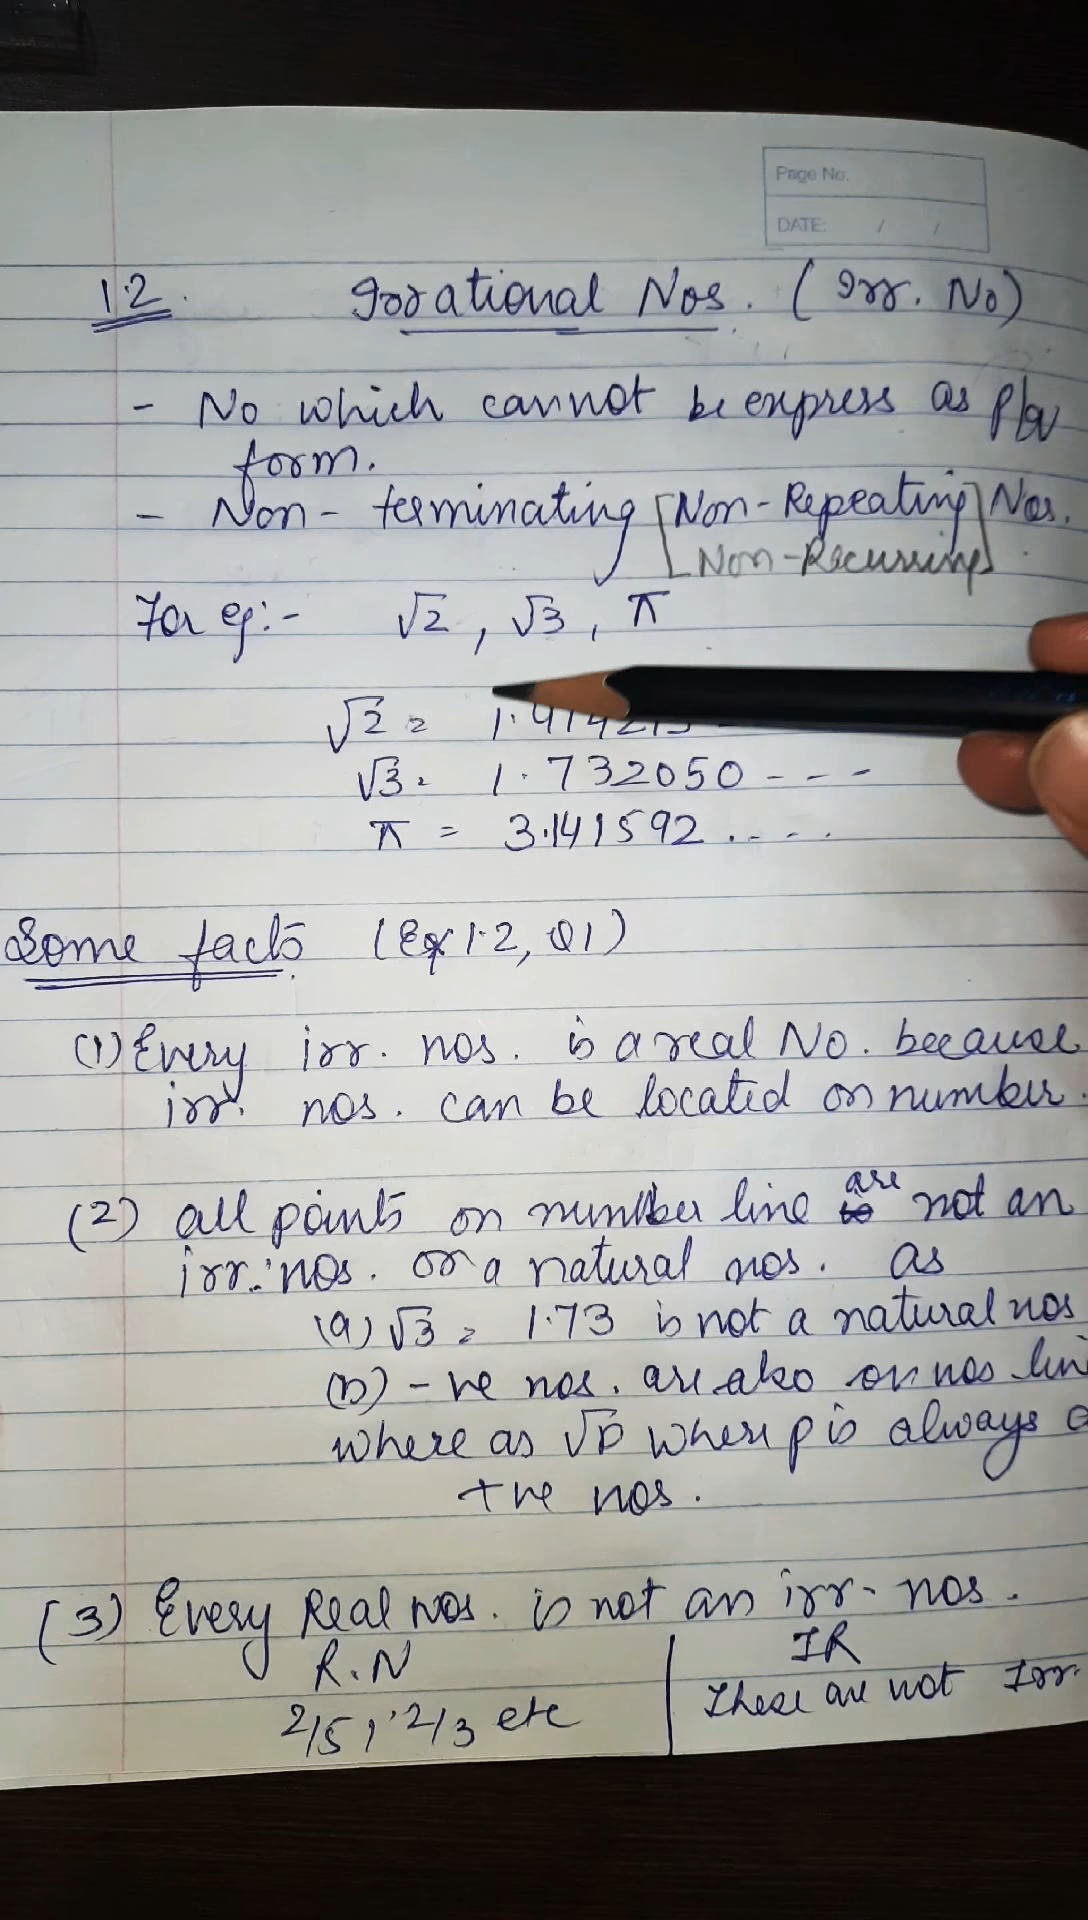 Page No.
DATE: / /
1.2. Irrational Nos. (Irr. No)
- No which cannot be express as p/q
form.
- Non-terminating [Non-Repeating] Nos.
[Non-Recurring]
For eg:- √2, √3, π
√2 = 1.41421
√3 = 1.732050 - - -
π = 3.141592 . . . .
Some facts (Ex 1.2, Q1)
(1) Every irr. nos. is a real No. because
irr. nos. can be located on number.
(2) all points on number line are not an
irr. nos. or a natural nos. as
(a) √3 = 1.73 is not a natural nos
(b) -ve nos. are also on nos lin
where as √p where p is always
+ve nos.
(3) Every Real nos. is not an irr- nos.
R.N IR
2/5, 2/3 etc These are not Irr.